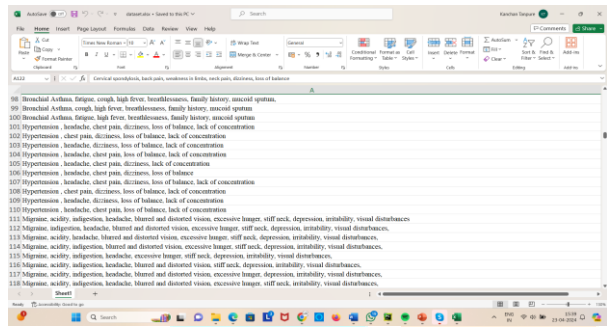 AutoSave Off datasetf.xlsx • Saved to this PC Search Kanchan Tanpure
File Home Insert Page Layout Formulas Data Review View Help Comments Share
Cut Times New Roman 10 Wrap Text General AutoSum
Copy Fill
Paste Format Painter Merge & Center Conditional Formatting Format as Table Cell Styles Insert Delete Format Clear Sort & Filter Find & Select Add-ins
Clipboard Font Alignment Number Styles Cells Editing Add-ins
A522 fx Cervical spondylosis, back pain, weakness in limbs, neck pain, dizziness, loss of balance
A
98 Bronchial Asthma, fatigue, cough, high fever, breathlessness, family history, mucoid sputum,
99 Bronchial Asthma, cough, high fever, breathlessness, family history, mucoid sputum
100 Bronchial Asthma, fatigue, high fever, breathlessness, family history, mucoid sputum
101 Hypertension , headache, chest pain, dizziness, loss of balance, lack of concentration
102 Hypertension , chest pain, dizziness, loss of balance, lack of concentration
103 Hypertension , headache, dizziness, loss of balance, lack of concentration
104 Hypertension , headache, chest pain, loss of balance, lack of concentration
105 Hypertension , headache, chest pain, dizziness, lack of concentration
106 Hypertension , headache, chest pain, dizziness, loss of balance
107 Hypertension , headache, chest pain, dizziness, loss of balance, lack of concentration
108 Hypertension , chest pain, dizziness, loss of balance, lack of concentration
109 Hypertension , headache, dizziness, loss of balance, lack of concentration
110 Hypertension , headache, chest pain, loss of balance, lack of concentration
111 Migraine, acidity, indigestion, headache, blurred and distorted vision, excessive hunger, stiff neck, depression, irritability, visual disturbances
112 Migraine, indigestion, headache, blurred and distorted vision, excessive hunger, stiff neck, depression, irritability, visual disturbances,
113 Migraine, acidity, headache, blurred and distorted vision, excessive hunger, stiff neck, depression, irritability, visual disturbances,
114 Migraine, acidity, indigestion, blurred and distorted vision, excessive hunger, stiff neck, depression, irritability, visual disturbances,
115 Migraine, acidity, indigestion, headache, excessive hunger, stiff neck, depression, irritability, visual disturbances,
116 Migraine, acidity, indigestion, headache, blurred and distorted vision, stiff neck, depression, irritability, visual disturbances,
117 Migraine, acidity, indigestion, headache, blurred and distorted vision, excessive hunger, depression, irritability, visual disturbances,
118 Migraine, acidity, indigestion, headache, blurred and distorted vision, excessive hunger, stiff neck, irritability, visual disturbances,
Sheet1
Ready Accessibility: Good to go 100%
Search ENG IN 15:59 23-04-2024